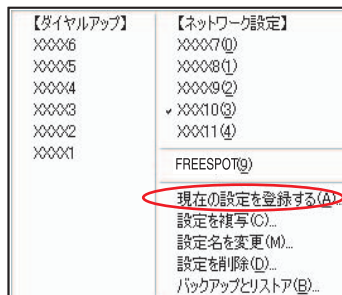 【ダイヤルアップ】
XXXX6
XXXX5
XXXX4
XXXX3
XXXX2
XXXX1
【ネットワーク設定】
XXXX7(0)
XXXX8(1)
XXXX9(2)
✓ XXX10(3)
XXX11(4)
FREESPOT(9)
現在の設定を登録する(A)...
設定を複写(C)...
設定名を変更(M)...
設定を削除(D)...
バックアップとリストア(B)...